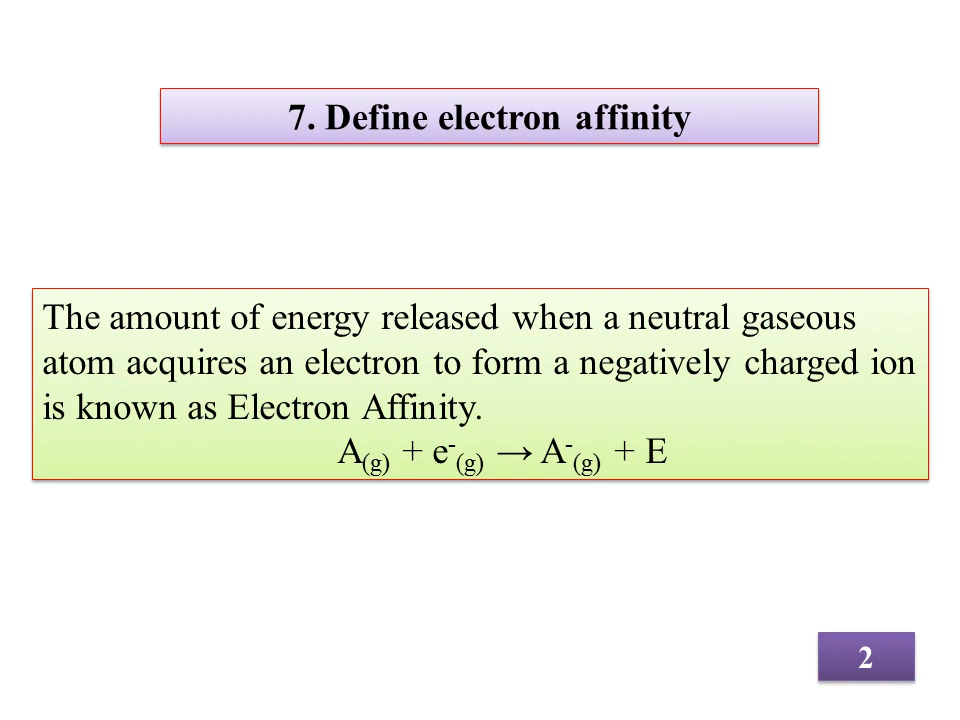 7. Define electron affinity
The amount of energy released when a neutral gaseous
atom acquires an electron to form a negatively charged ion
is known as Electron Affinity.
A(g) + e-(g) → A-(g) + E
2